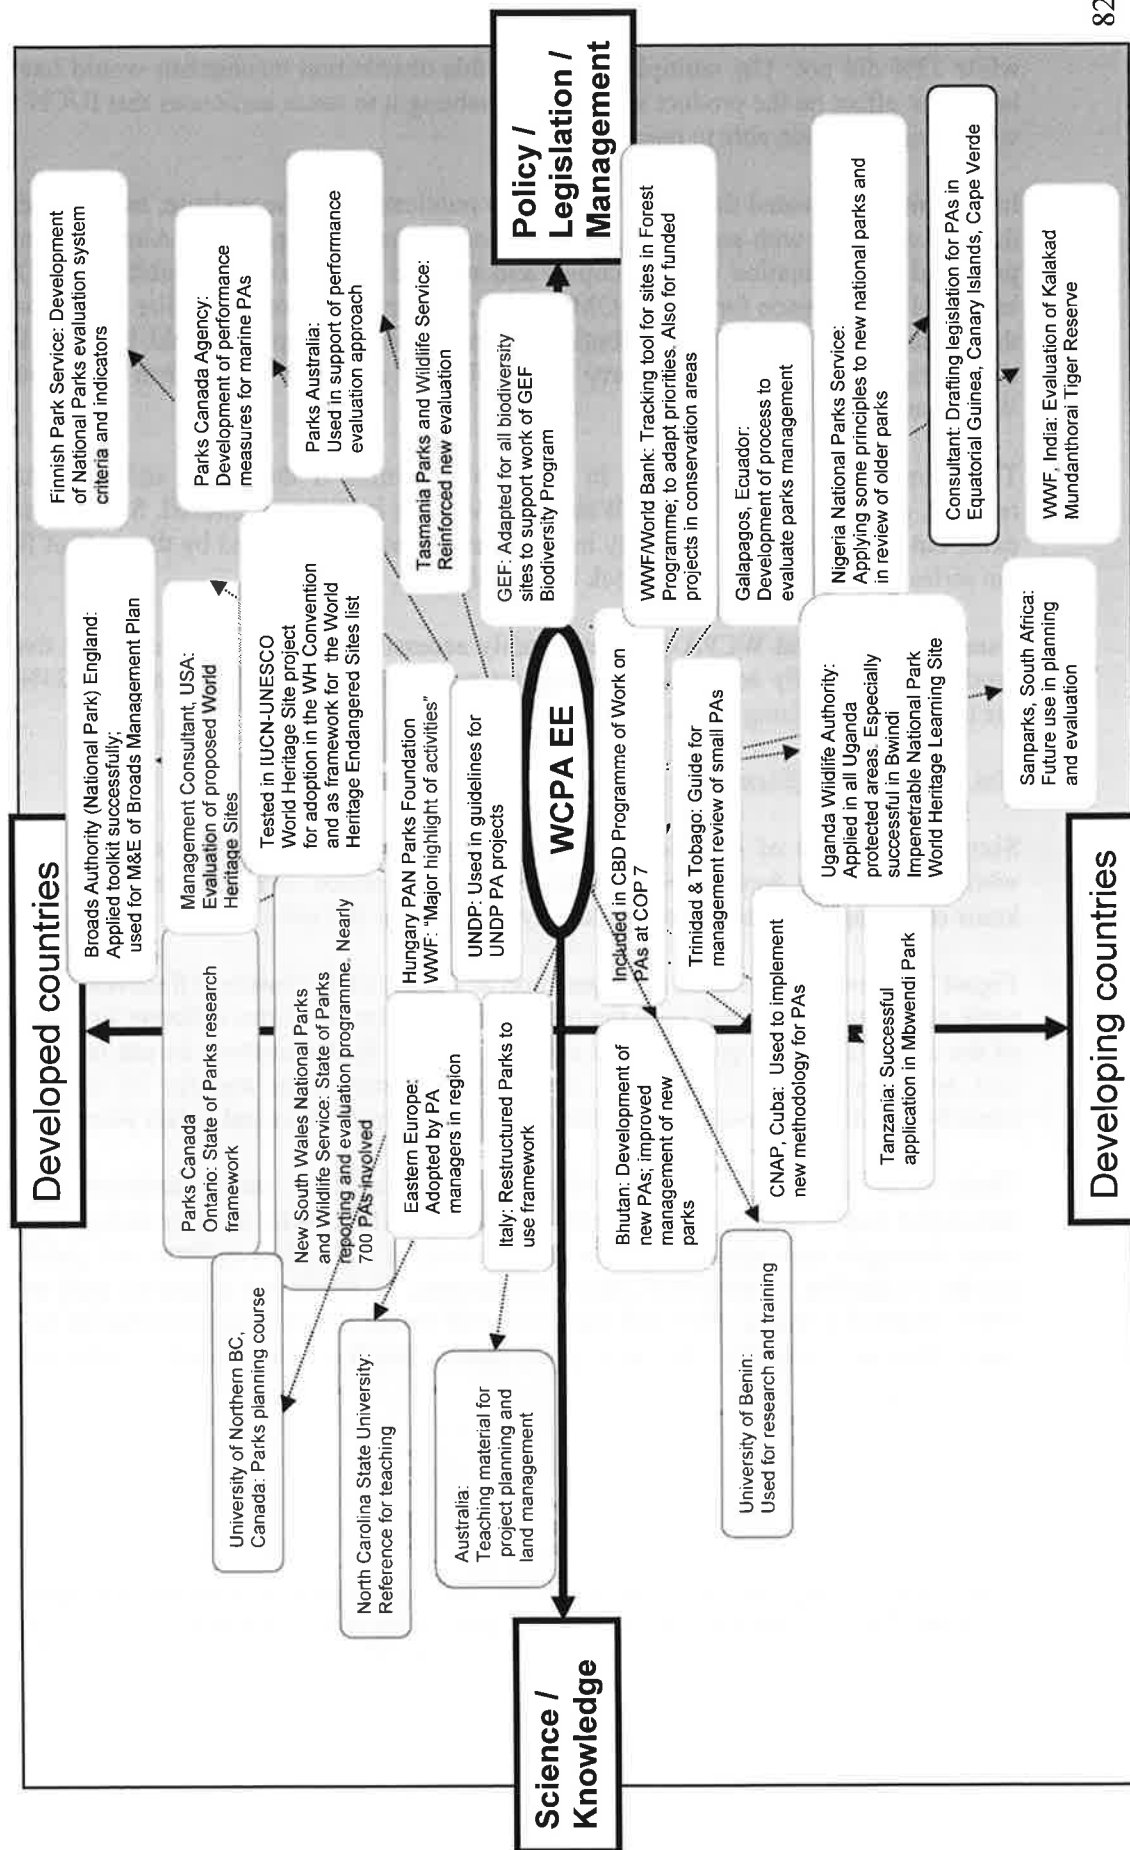 Developed countries
Finnish Park Service: Development
of National Parks evaluation system
criteria and indicators
Broads Authority (National Park) England:
Applied toolkit successfully;
used for M&E of Broads Management Plan
Parks Canada Agency:
Development of performance
measures for marine PAs
Management Consultant, USA:
Evaluation of proposed World
Heritage Sites
Parks Canada
Ontario: State of Parks research
framework
University of Northern BC,
Canada: Parks planning course
Parks Australia:
Used in support of performance
evaluation approach
Tested in IUCN-UNESCO
World Heritage Site project
for adoption in the WH Convention
and as framework for the World
Heritage Endangered Sites list
New South Wales National Parks
and Wildlife Service: State of Parks
reporting and evaluation programme. Nearly
700 PAs involved
North Carolina State University:
Reference for teaching
Tasmania Parks and Wildlife Service:
Reinforced new evaluation
Hungary PAN Parks Foundation
WWF: “Major highlight of activities”
Eastern Europe:
Adopted by PA
managers in region
Australia:
Teaching material for
project planning and
land management
GEF: Adapted for all biodiversity
sites to support work of GEF
Biodiversity Program
UNDP: Used in guidelines for
UNDP PA projects
Italy: Restructured Parks to
use framework
Science /
Knowledge
WCPA EE
Policy /
Legislation /
Management
Included in CBD Programme of Work on
PAs at COP 7
Bhutan: Development of
new PAs; improved
management of new
parks
WWF/World Bank: Tracking tool for sites in Forest
Programme; to adapt priorities. Also for funded
projects in conservation areas
Trinidad & Tobago: Guide for
management review of small PAs
Galapagos, Ecuador:
Development of process to
evaluate parks management
University of Benin:
Used for research and training
CNAP, Cuba: Used to implement
new methodology for PAs
Uganda Wildlife Authority:
Applied in all Uganda
protected areas. Especially
successful in Bwindi
Impenetrable National Park
World Heritage Learning Site
Nigeria National Parks Service:
Applying some principles to new national parks and
in review of older parks
Tanzania: Successful
application in Mbwendi Park
Consultant: Drafting legislation for PAs in
Equatorial Guinea, Canary Islands, Cape Verde
Sanparks, South Africa:
Future use in planning
and evaluation
WWF, India: Evaluation of Kalakad
Mundanthorai Tiger Reserve
Developing countries
82